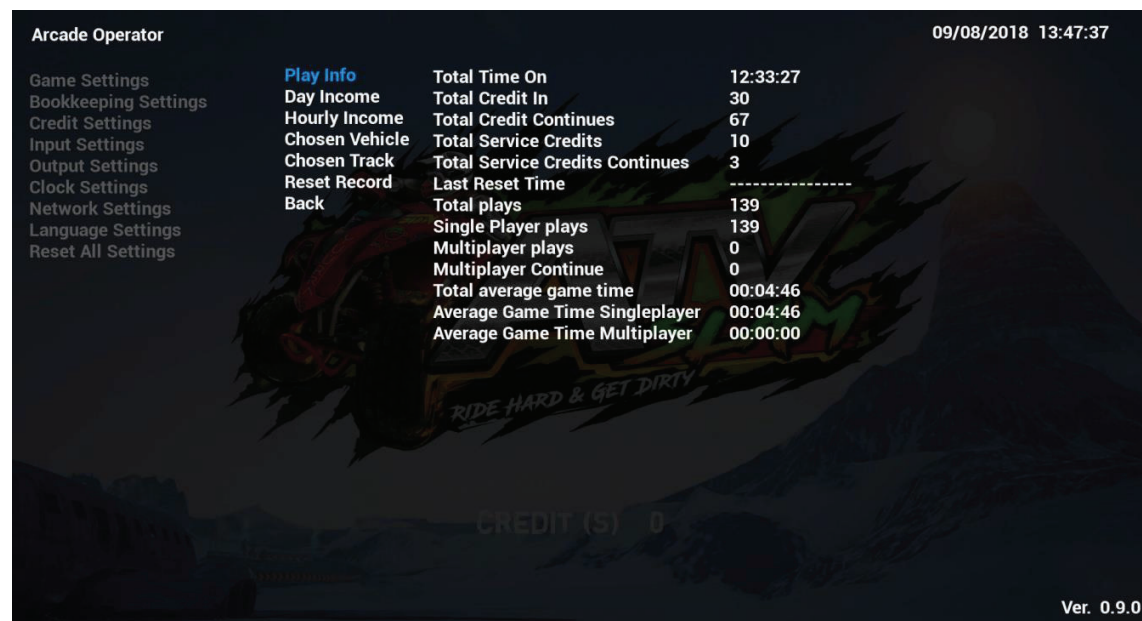 Arcade Operator
09/08/2018 13:47:37
Game Settings
Bookkeeping Settings
Credit Settings
Input Settings
Output Settings
Clock Settings
Network Settings
Language Settings
Reset All Settings
Play Info
Day Income
Hourly Income
Chosen Vehicle
Chosen Track
Reset Record
Back
Total Time On 12:33:27
Total Credit In 30
Total Credit Continues 67
Total Service Credits 10
Total Service Credits Continues 3
Last Reset Time ----------------
Total plays 139
Single Player plays 139
Multiplayer plays 0
Multiplayer Continue 0
Total average game time 00:04:46
Average Game Time Singleplayer 00:04:46
Average Game Time Multiplayer 00:00:00
ATV
SLAM
RIDE HARD & GET DIRTY
CREDIT (S) 0
Ver. 0.9.0